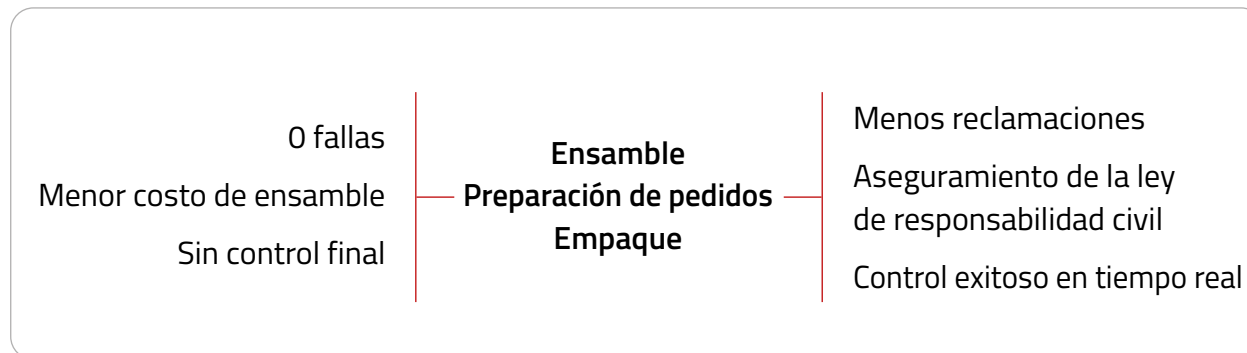 0 fallas
Menor costo de ensamble
Sin control final
Ensamble
Preparación de pedidos
Empaque
Menos reclamaciones
Aseguramiento de la ley
de responsabilidad civil
Control exitoso en tiempo real